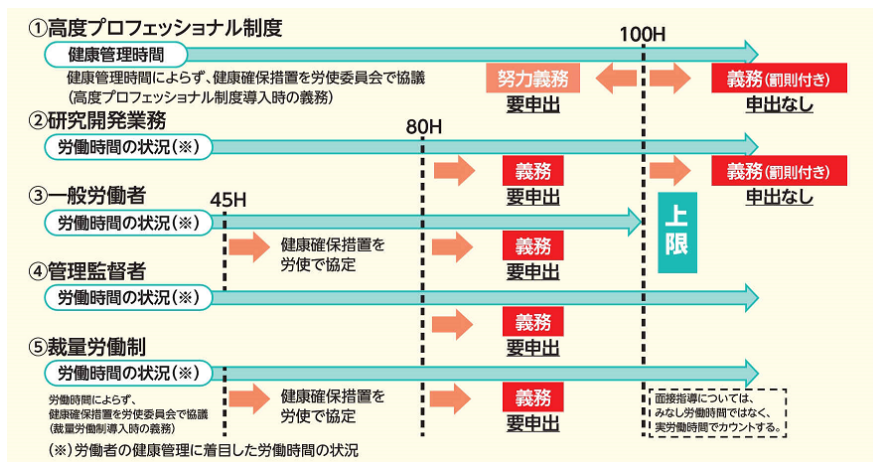 ①高度プロフェッショナル制度
100H
健康管理時間
健康管理時間によらず、健康確保措置を労使委員会で協議
（高度プロフェッショナル制度導入時の義務）
努力義務
要申出
義務（罰則付き）
申出なし
②研究開発業務
80H
労働時間の状況（※）
義務
要申出
義務（罰則付き）
申出なし
③一般労働者
45H
労働時間の状況（※）
上限
健康確保措置を
労使で協定
義務
要申出
④管理監督者
労働時間の状況（※）
義務
要申出
⑤裁量労働制
労働時間の状況（※）
労働時間によらず、
健康確保措置を労使委員会で協議
（裁量労働制導入時の義務）
健康確保措置を
労使で協定
義務
要申出
面接指導については、
みなし労働時間ではなく、
実労働時間でカウントする。
（※）労働者の健康管理に着目した労働時間の状況